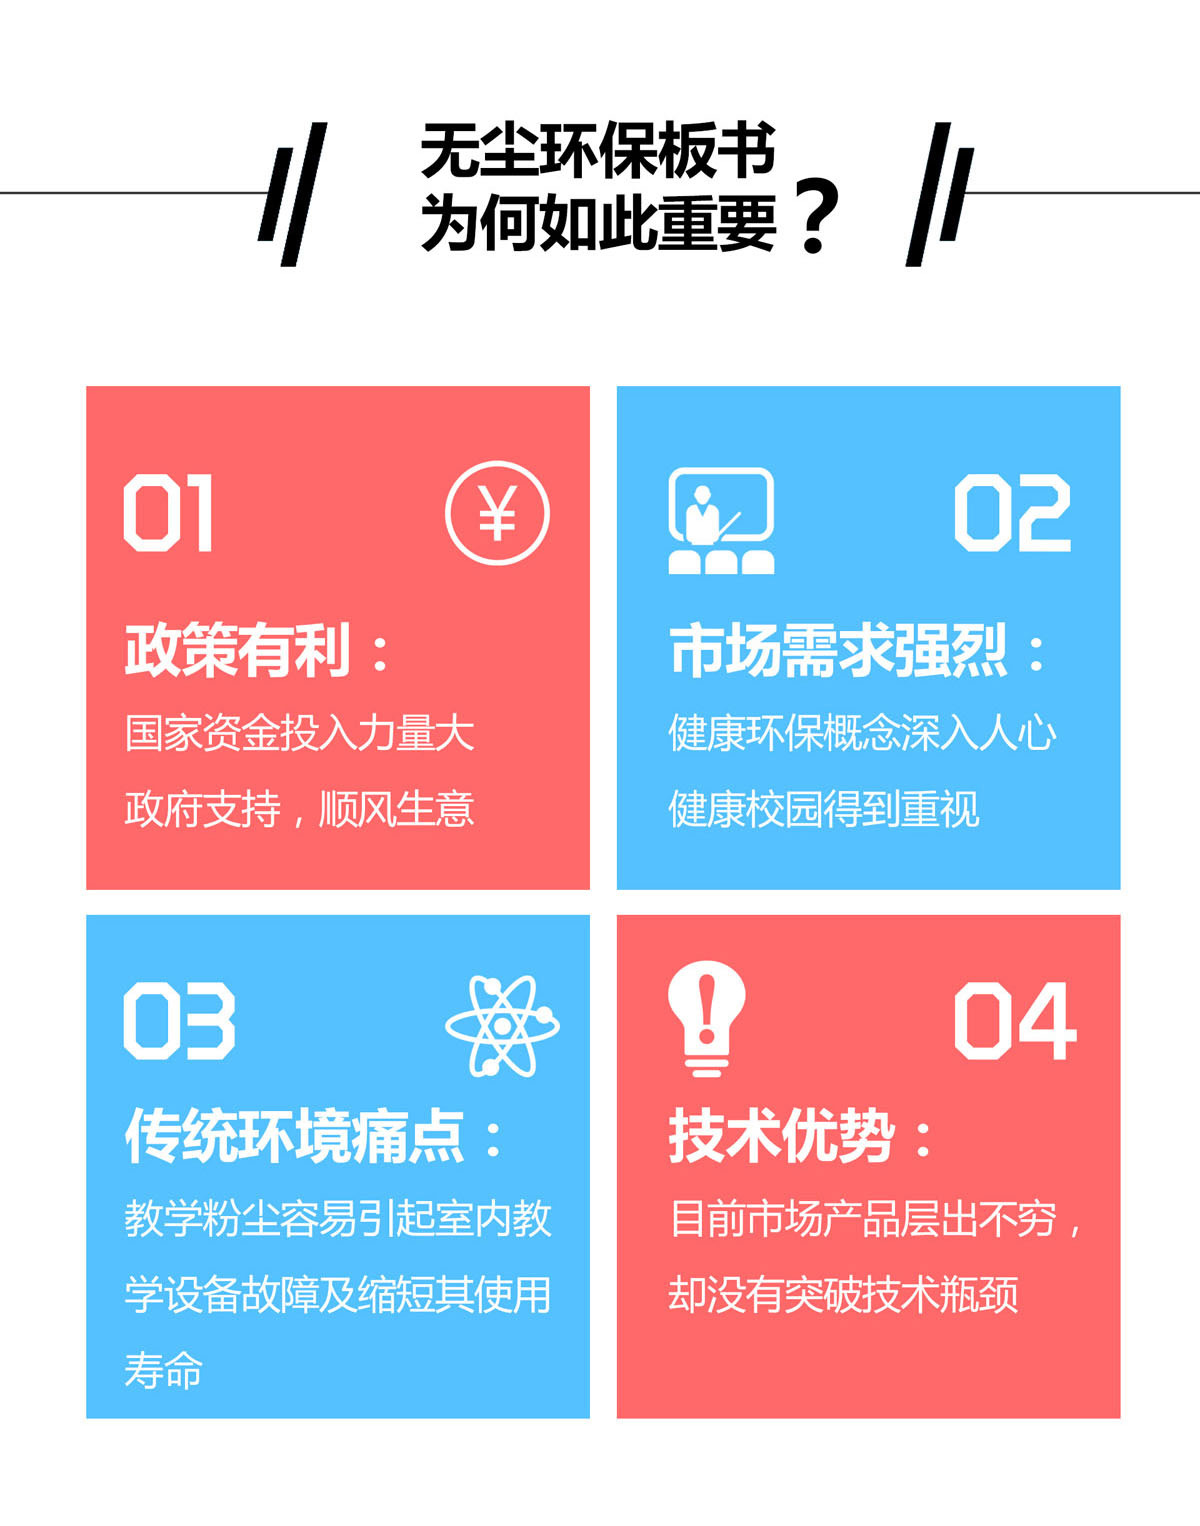 无尘环保板书
为何如此重要？
01
¥
政策有利：
国家资金投入力量大
政府支持，顺风生意
02
市场需求强烈：
健康环保概念深入人心
健康校园得到重视
03
传统环境痛点：
教学粉尘容易引起室内教
学设备故障及缩短其使用
寿命
04
技术优势：
目前市场产品层出不穷，
却没有突破技术瓶颈